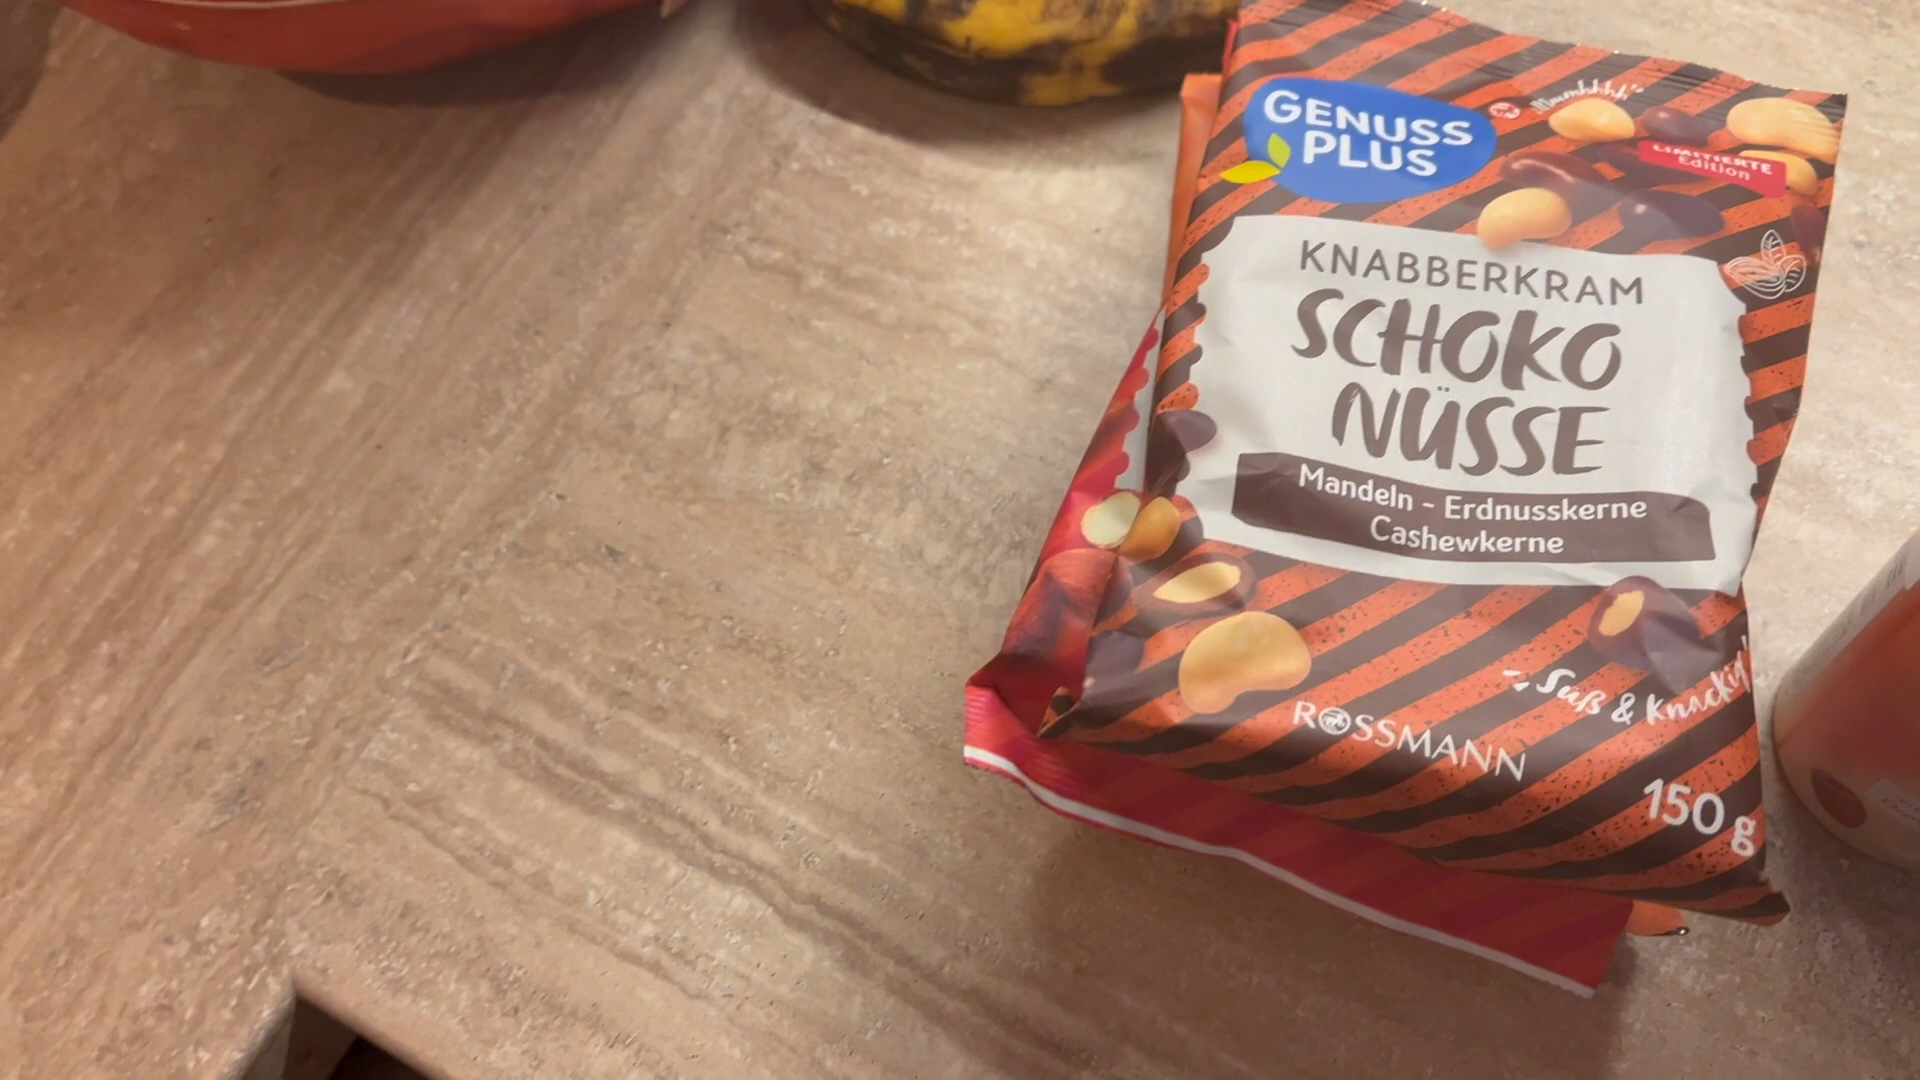 GENUSS
PLUS
LIMITIERTE
Edition
KNABBERKRAM
SCHOKO
NÜSSE
Mandeln - Erdnusskerne
Cashewkerne
Süß & Knackig!
ROSSMANN
150 g